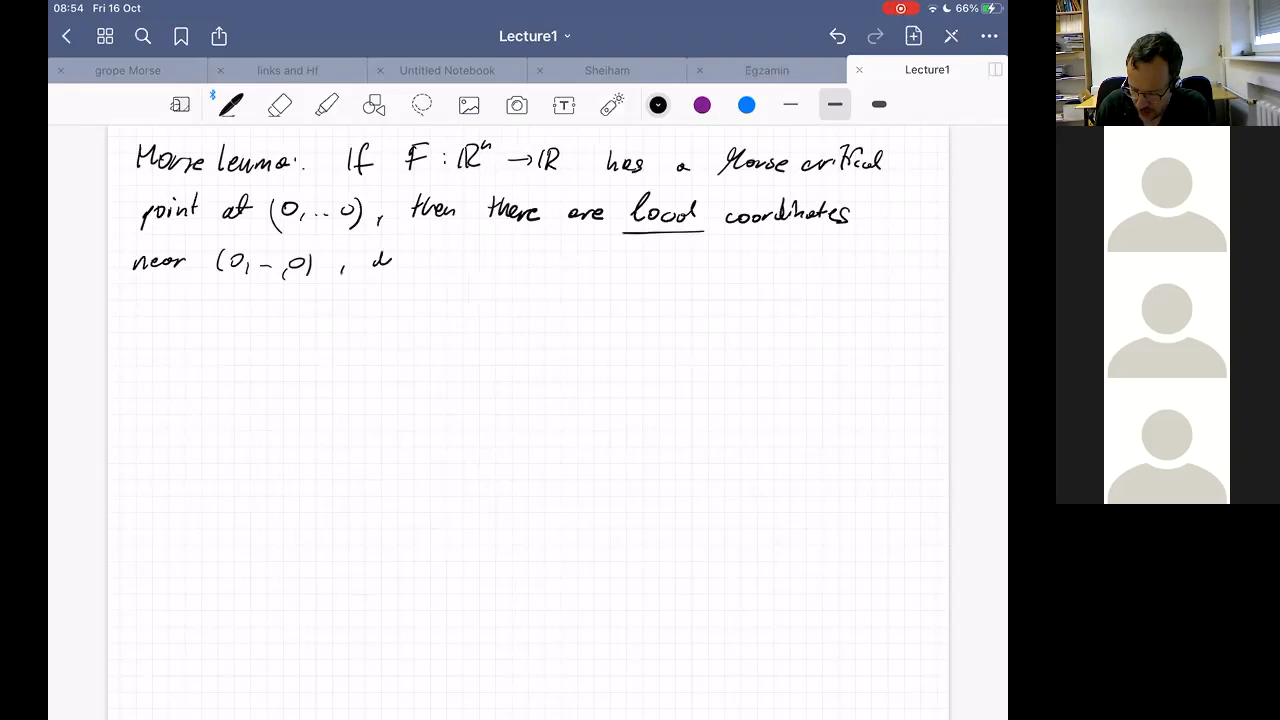 08:54 Fri 16 Oct 66%
Lecture1
grope Morse links and Hf Untitled Notebook Sheiham Egzamin Lecture1
Morse lemma: If F : ℝⁿ → ℝ has a Morse critical
point at (0, .. 0), then there are local coordinates
near (0, -, 0) ,